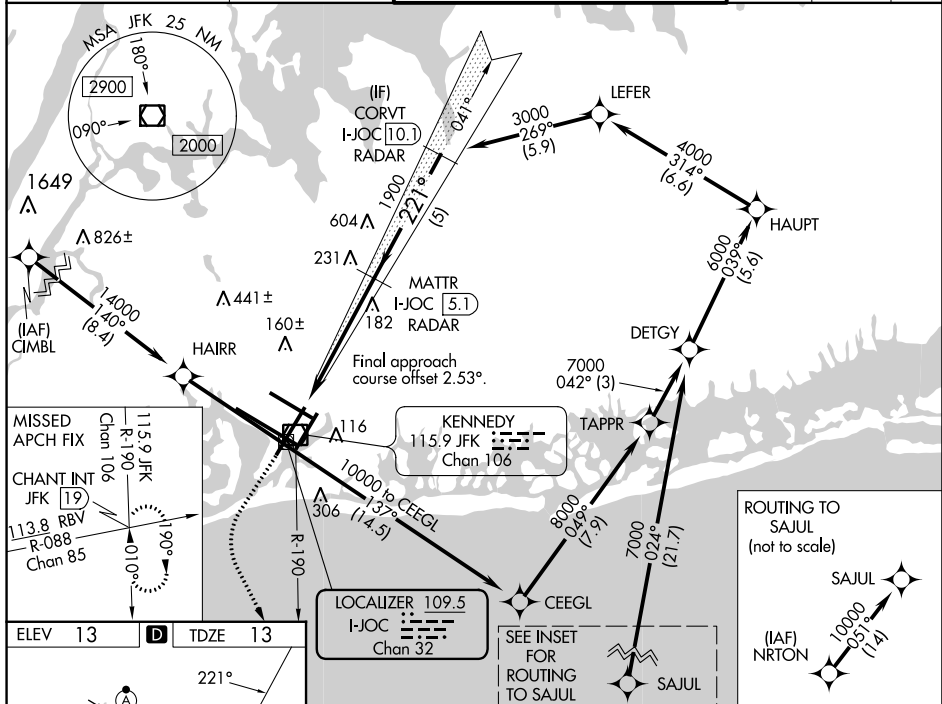 MSA JFK 25 NM
180°
2900
090°
2000
1649
826±
(IAF)
CIMBL
14000
140°
(8.4)
HAIRR
441±
160±
604
231
182
(IF)
CORVT
I-JOC 10.1
RADAR
041°
1900
221°
(5)
MATTR
I-JOC 5.1
RADAR
Final approach
course offset 2.53°.
3000
269°
(5.9)
LEFER
4000
314°
(6.6)
HAUPT
6000
039°
(5.6)
DETGY
7000
042° (3)
TAPPR
KENNEDY
115.9 JFK
Chan 106
116
306
10000 to CEEGL
137°
(14.5)
R-190
8000
049°
(7.9)
7000
024°
(21.7)
CEEGL
MISSED
APCH FIX
115.9 JFK
R-190
Chan 106
CHANT INT
JFK 19
113.8 RBV
R-088
Chan 85
010°
190°
LOCALIZER 109.5
I-JOC
Chan 32
SEE INSET
FOR
ROUTING
TO SAJUL
SAJUL
ROUTING TO
SAJUL
(not to scale)
SAJUL
(IAF)
NRTON
10000
051°
(14)
ELEV 13
D
TDZE 13
221°
A